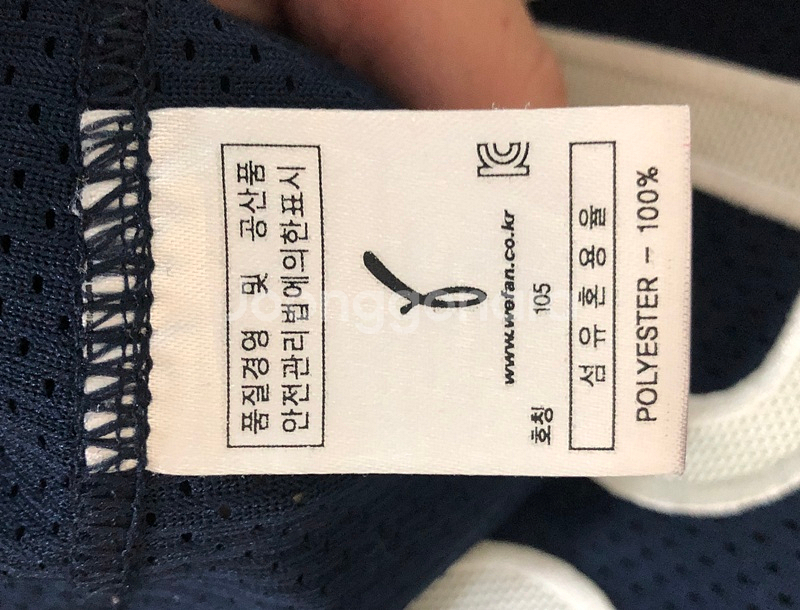 품질경영 및 공산품
안전관리법에의한표시
www.wefan.co.kr
호칭 105
섬유혼용율
POLYESTER - 100%
Joonggonara